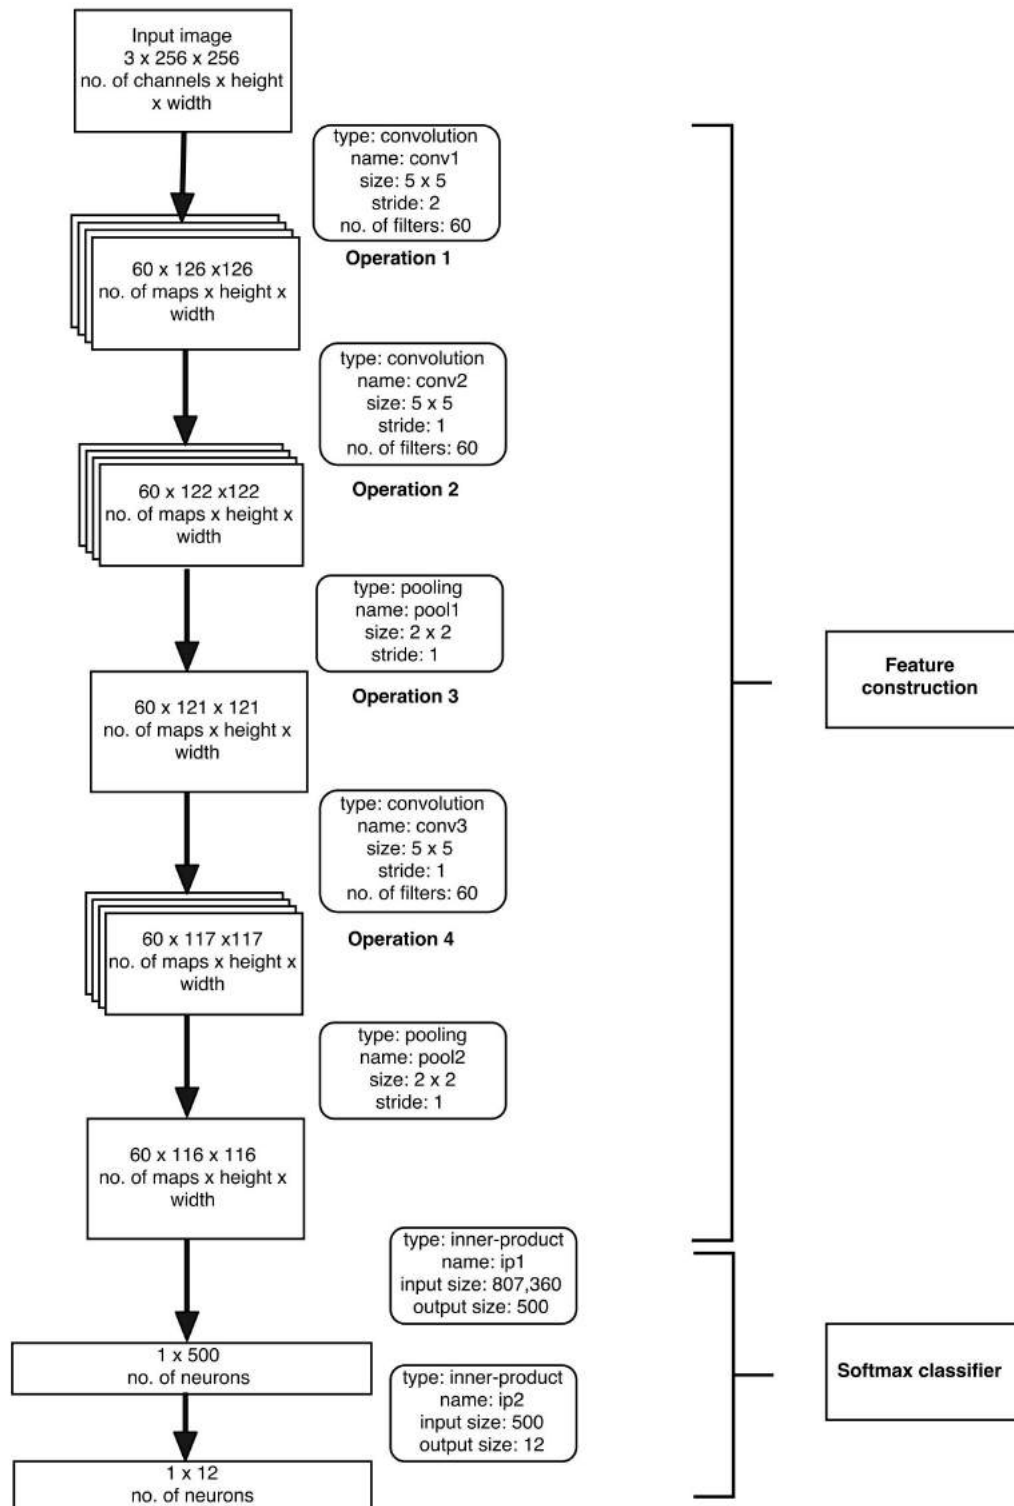 Input image
3 x 256 x 256
no. of channels x height
x width
type: convolution
name: conv1
size: 5 x 5
stride: 2
no. of filters: 60
Operation 1
60 x 126 x126
no. of maps x height x
width
type: convolution
name: conv2
size: 5 x 5
stride: 1
no. of filters: 60
Operation 2
60 x 122 x122
no. of maps x height x
width
type: pooling
name: pool1
size: 2 x 2
stride: 1
Operation 3
60 x 121 x 121
no. of maps x height x
width
Feature
construction
type: convolution
name: conv3
size: 5 x 5
stride: 1
no. of filters: 60
Operation 4
60 x 117 x117
no. of maps x height x
width
type: pooling
name: pool2
size: 2 x 2
stride: 1
60 x 116 x 116
no. of maps x height x
width
type: inner-product
name: ip1
input size: 807,360
output size: 500
1 x 500
no. of neurons
type: inner-product
name: ip2
input size: 500
output size: 12
Softmax classifier
1 x 12
no. of neurons